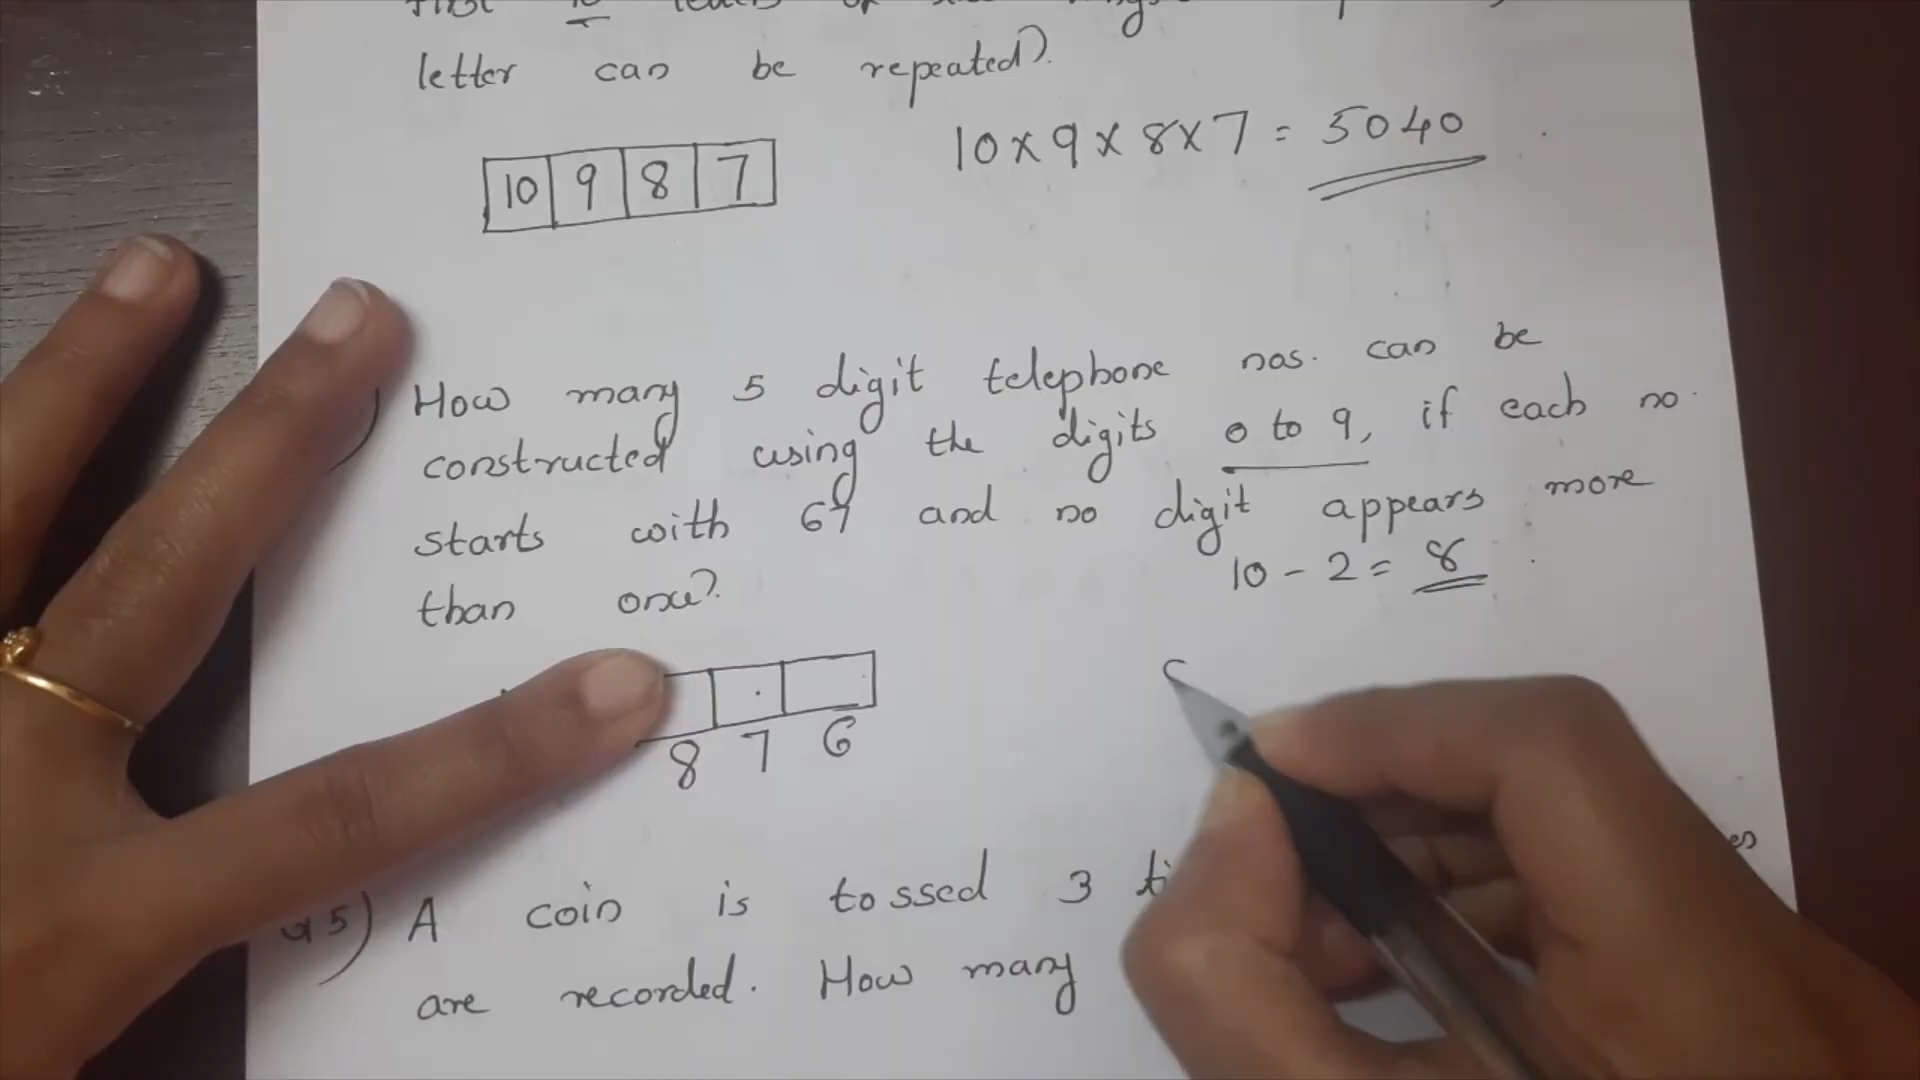 letter can be repeated?
10 9 8 7
10 x 9 x 8 x 7 = 5040
How many 5 digit telephone nos. can be
constructed using the digits 0 to 9, if each no.
starts with 67 and no digit appears more
than once?
10 - 2 = 8
8 7 6
5) A coin is tossed 3
are recorded. How many